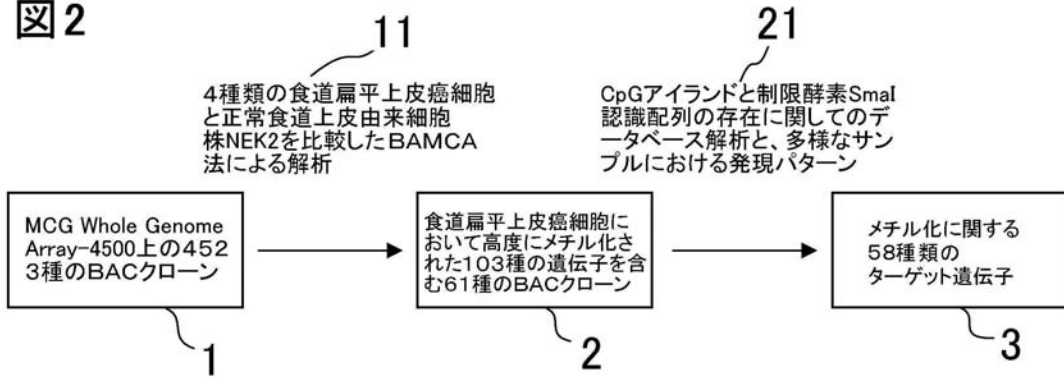 図2
11
4種類の食道扁平上皮癌細胞
と正常食道上皮由来細胞
株NEK2を比較したBAMCA
法による解析
21
CpGアイランドと制限酵素SmaI
認識配列の存在に関してのデ
ータベース解析と、多様なサン
プルにおける発現パターン
MCG Whole Genome
Array-4500上の452
3種のBACクローン
1
食道扁平上皮癌細胞に
おいて高度にメチル化さ
れた103種の遺伝子を含
む61種のBACクローン
2
メチル化に関する
58種類の
ターゲット遺伝子
3